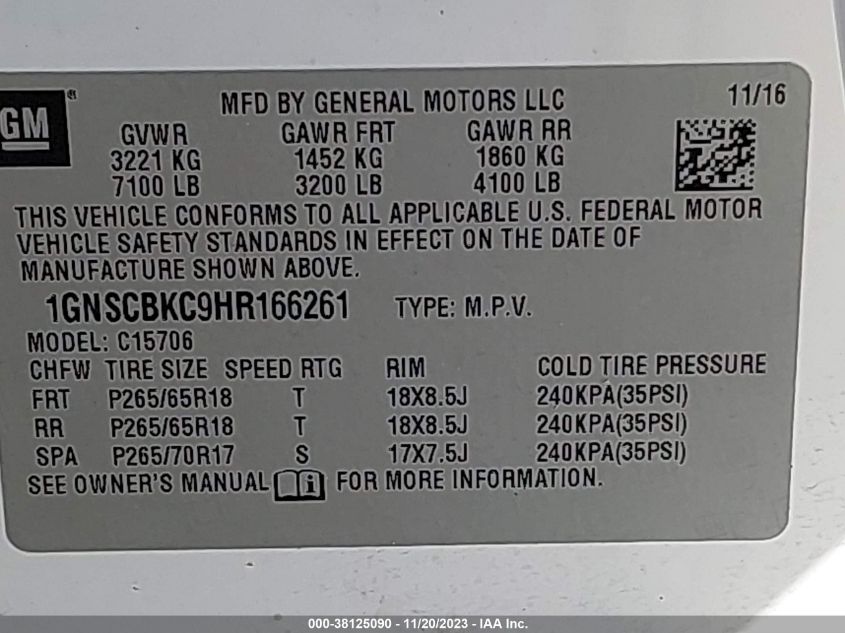 GM® MFD BY GENERAL MOTORS LLC 11/16
GVWR GAWR FRT GAWR RR
3221 KG 1452 KG 1860 KG
7100 LB 3200 LB 4100 LB
THIS VEHICLE CONFORMS TO ALL APPLICABLE U.S. FEDERAL MOTOR
VEHICLE SAFETY STANDARDS IN EFFECT ON THE DATE OF
MANUFACTURE SHOWN ABOVE.
1GNSCBKC9HR166261 TYPE: M.P.V.
MODEL: C15706
CHFW TIRE SIZE SPEED RTG RIM COLD TIRE PRESSURE
FRT P265/65R18 T 18X8.5J 240KPA(35PSI)
RR P265/65R18 T 18X8.5J 240KPA(35PSI)
SPA P265/70R17 S 17X7.5J 240KPA(35PSI)
SEE OWNER'S MANUAL i FOR MORE INFORMATION.
000-38125090 - 11/20/2023 - IAA Inc.